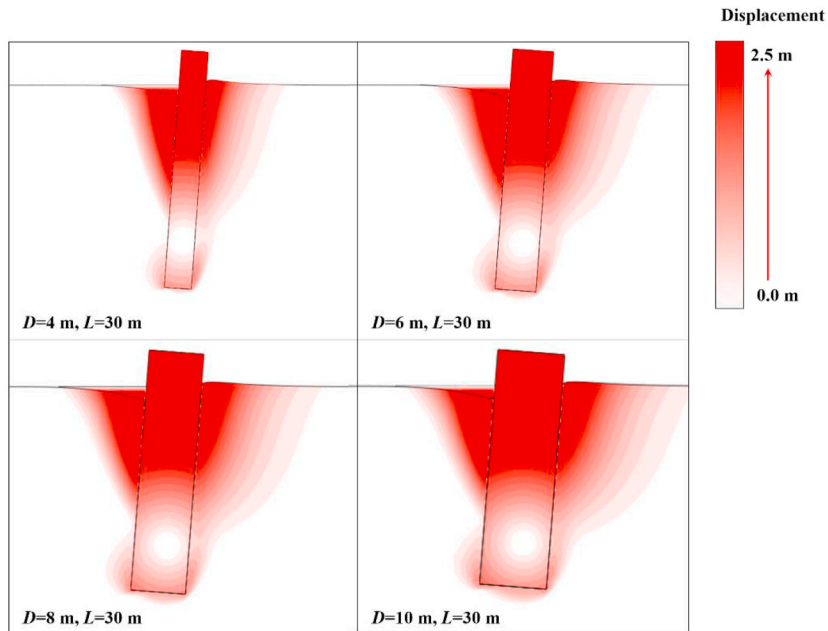 Displacement
2.5 m
0.0 m
D=4 m, L=30 m
D=6 m, L=30 m
D=8 m, L=30 m
D=10 m, L=30 m